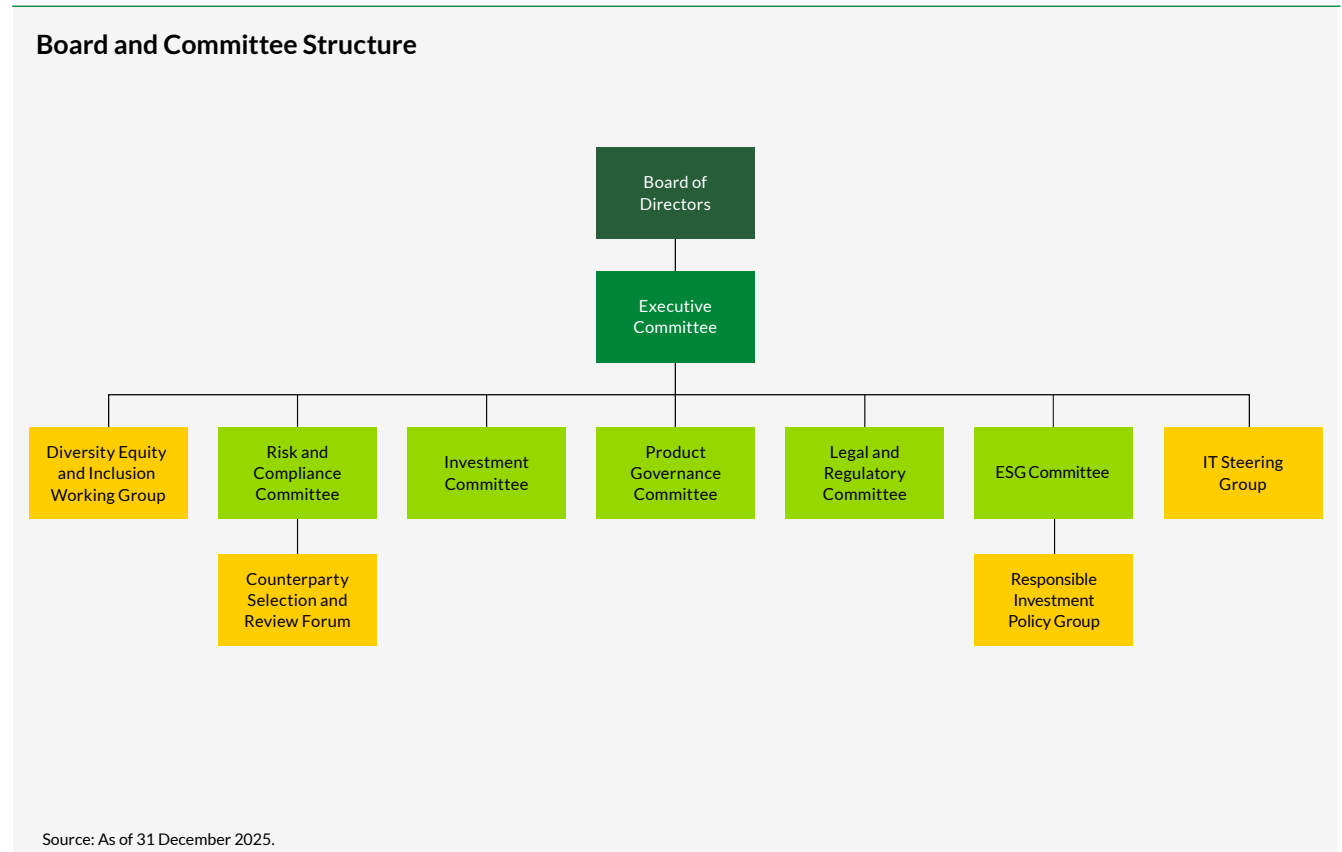 Board and Committee Structure
Board of
Directors
Executive
Committee
Diversity Equity
and Inclusion
Working Group
Risk and
Compliance
Committee
Investment
Committee
Product
Governance
Committee
Legal and
Regulatory
Committee
ESG Committee
IT Steering
Group
Counterparty
Selection and
Review Forum
Responsible
Investment
Policy Group
Source: As of 31 December 2025.